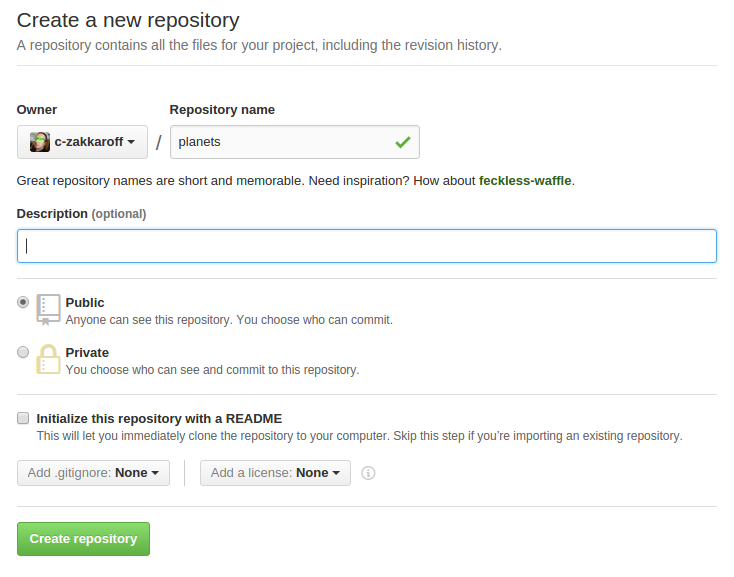 Create a new repository
A repository contains all the files for your project, including the revision history.
Owner Repository name
c-zakkaroff / planets
Great repository names are short and memorable. Need inspiration? How about feckless-waffle.
Description (optional)
Public
Anyone can see this repository. You choose who can commit.
Private
You choose who can see and commit to this repository.
Initialize this repository with a README
This will let you immediately clone the repository to your computer. Skip this step if you’re importing an existing repository.
Add .gitignore: None Add a license: None
Create repository